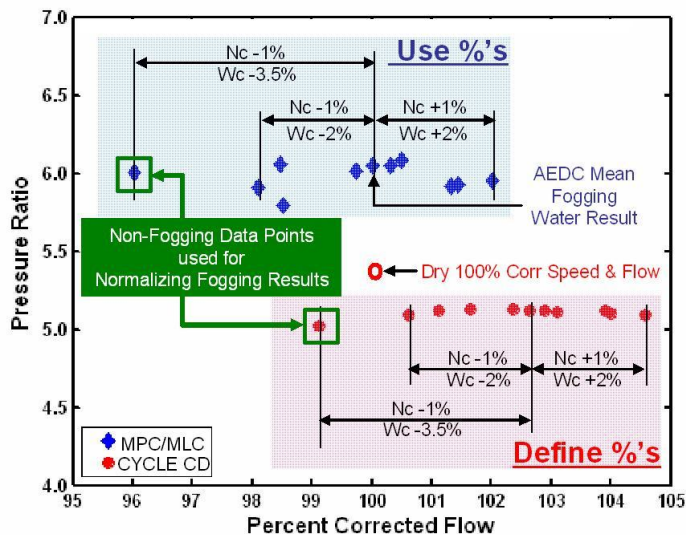 7.0
6.5
6.0
5.5
5.0
4.5
4.0
Pressure Ratio
Use %'s
Nc -1%
Wc -3.5%
Nc -1%
Wc -2%
Nc +1%
Wc +2%
AEDC Mean
Fogging
Water Result
Non-Fogging Data Points
used for
Normalizing Fogging Results
Dry 100% Corr Speed & Flow
Nc -1%
Wc -2%
Nc +1%
Wc +2%
Nc -1%
Wc -3.5%
Define %'s
MPC/MLC
CYCLE CD
95 96 97 98 99 100 101 102 103 104 105
Percent Corrected Flow